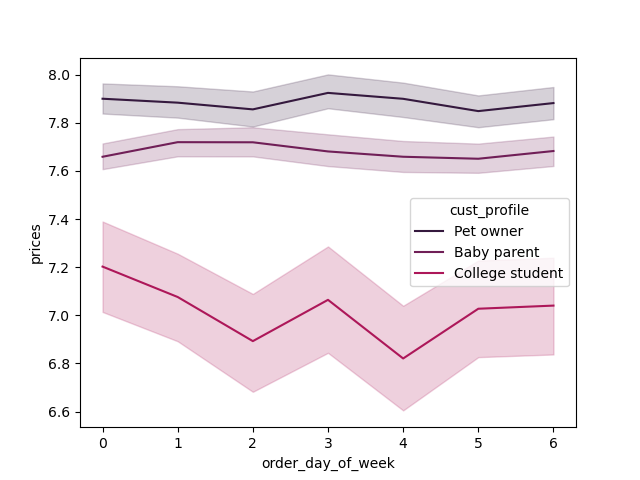 8.0
7.8
7.6
7.4
7.2
7.0
6.8
6.6
prices
cust_profile
Pet owner
Baby parent
College student
0 1 2 3 4 5 6
order_day_of_week